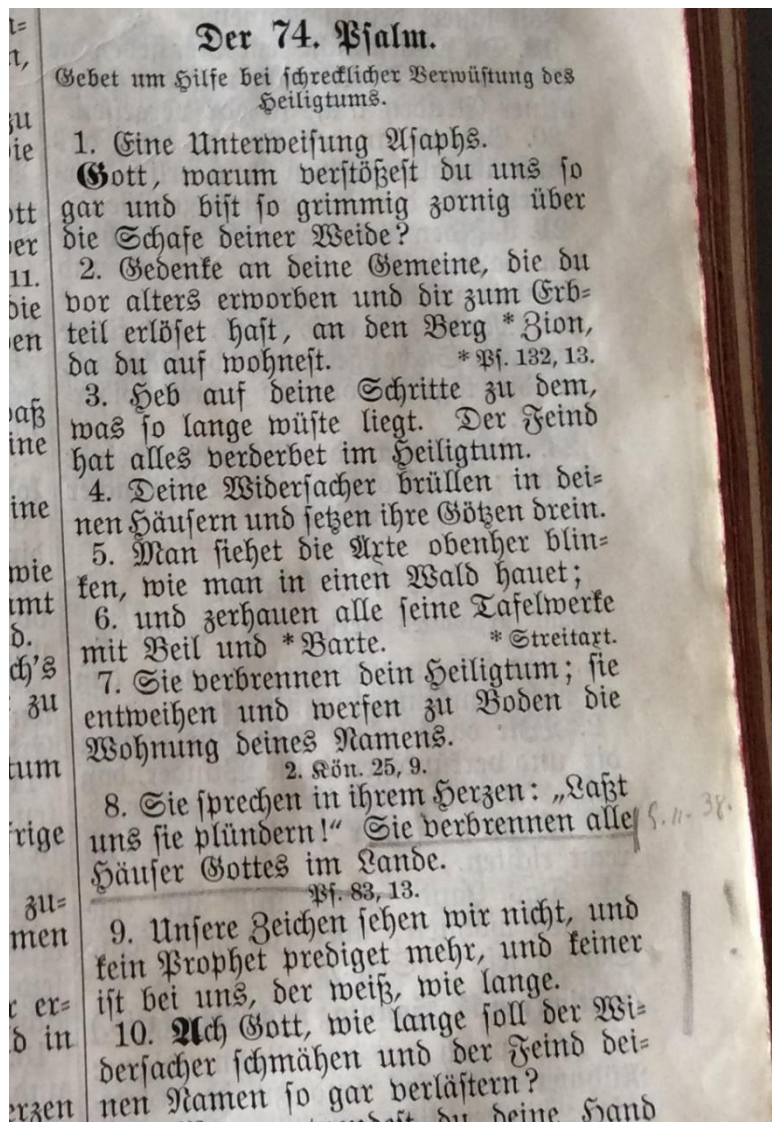 Der 74. Psalm.
Gebet um Hilfe bei schrecklicher Verwüstung des
Heiligtums.
1. Eine Unterweisung Asaphs.
Gott, warum verstößest du uns so
gar und bist so grimmig zornig über
die Schafe deiner Weide?
2. Gedenke an deine Gemeine, die du
vor alters erworben und dir zum Erb=
teil erlöset hast, an den Berg *Zion,
da du auf wohnest. *Ps. 132, 13.
3. Heb auf deine Schritte zu dem,
was so lange wüste liegt. Der Feind
hat alles verderbet im Heiligtum.
4. Deine Widersacher brüllen in dei=
nen Häusern und setzen ihre Götzen drein.
5. Man siehet die Äxte obenher blin=
ken, wie man in einen Wald hauet;
6. und zerhauen alle seine Tafelwerke
mit Beil und *Barte. *Streitaxt.
7. Sie verbrennen dein Heiligtum; sie
entweihen und werfen zu Boden die
Wohnung deines Namens.
2. Kön. 25, 9.
8. Sie sprechen in ihrem Herzen: „Laßt
uns sie plündern!“ Sie verbrennen alle 9. 11. 38.
Häuser Gottes im Lande.
Ps. 83, 13.
9. Unsere Zeichen sehen wir nicht, und
kein Prophet prediget mehr, und keiner
ist bei uns, der weiß, wie lange.
10. Ach Gott, wie lange soll der Wi=
dersacher schmähen und der Feind dei=
nen Namen so gar verlästern?
du deine Hand